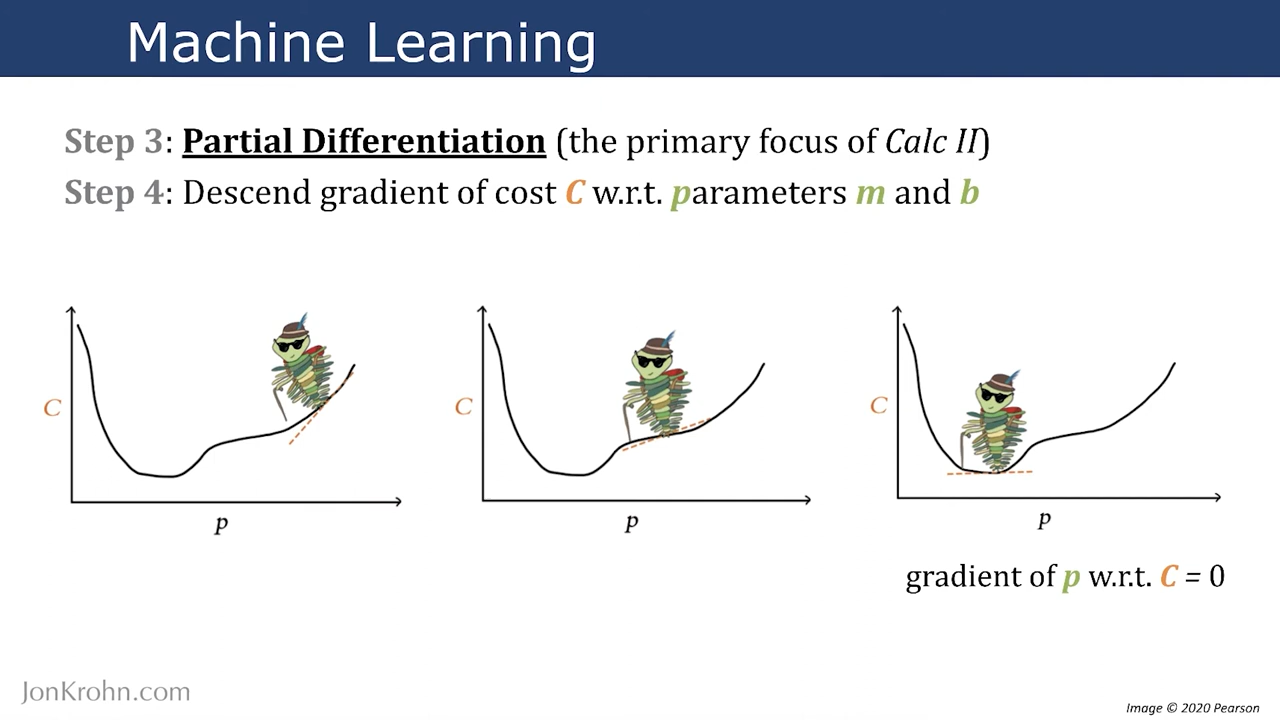 Machine Learning
Step 3: Partial Differentiation (the primary focus of Calc II)
Step 4: Descend gradient of cost C w.r.t. parameters m and b
C
p
C
p
C
p
gradient of p w.r.t. C = 0
JonKrohn.com
Image © 2020 Pearson